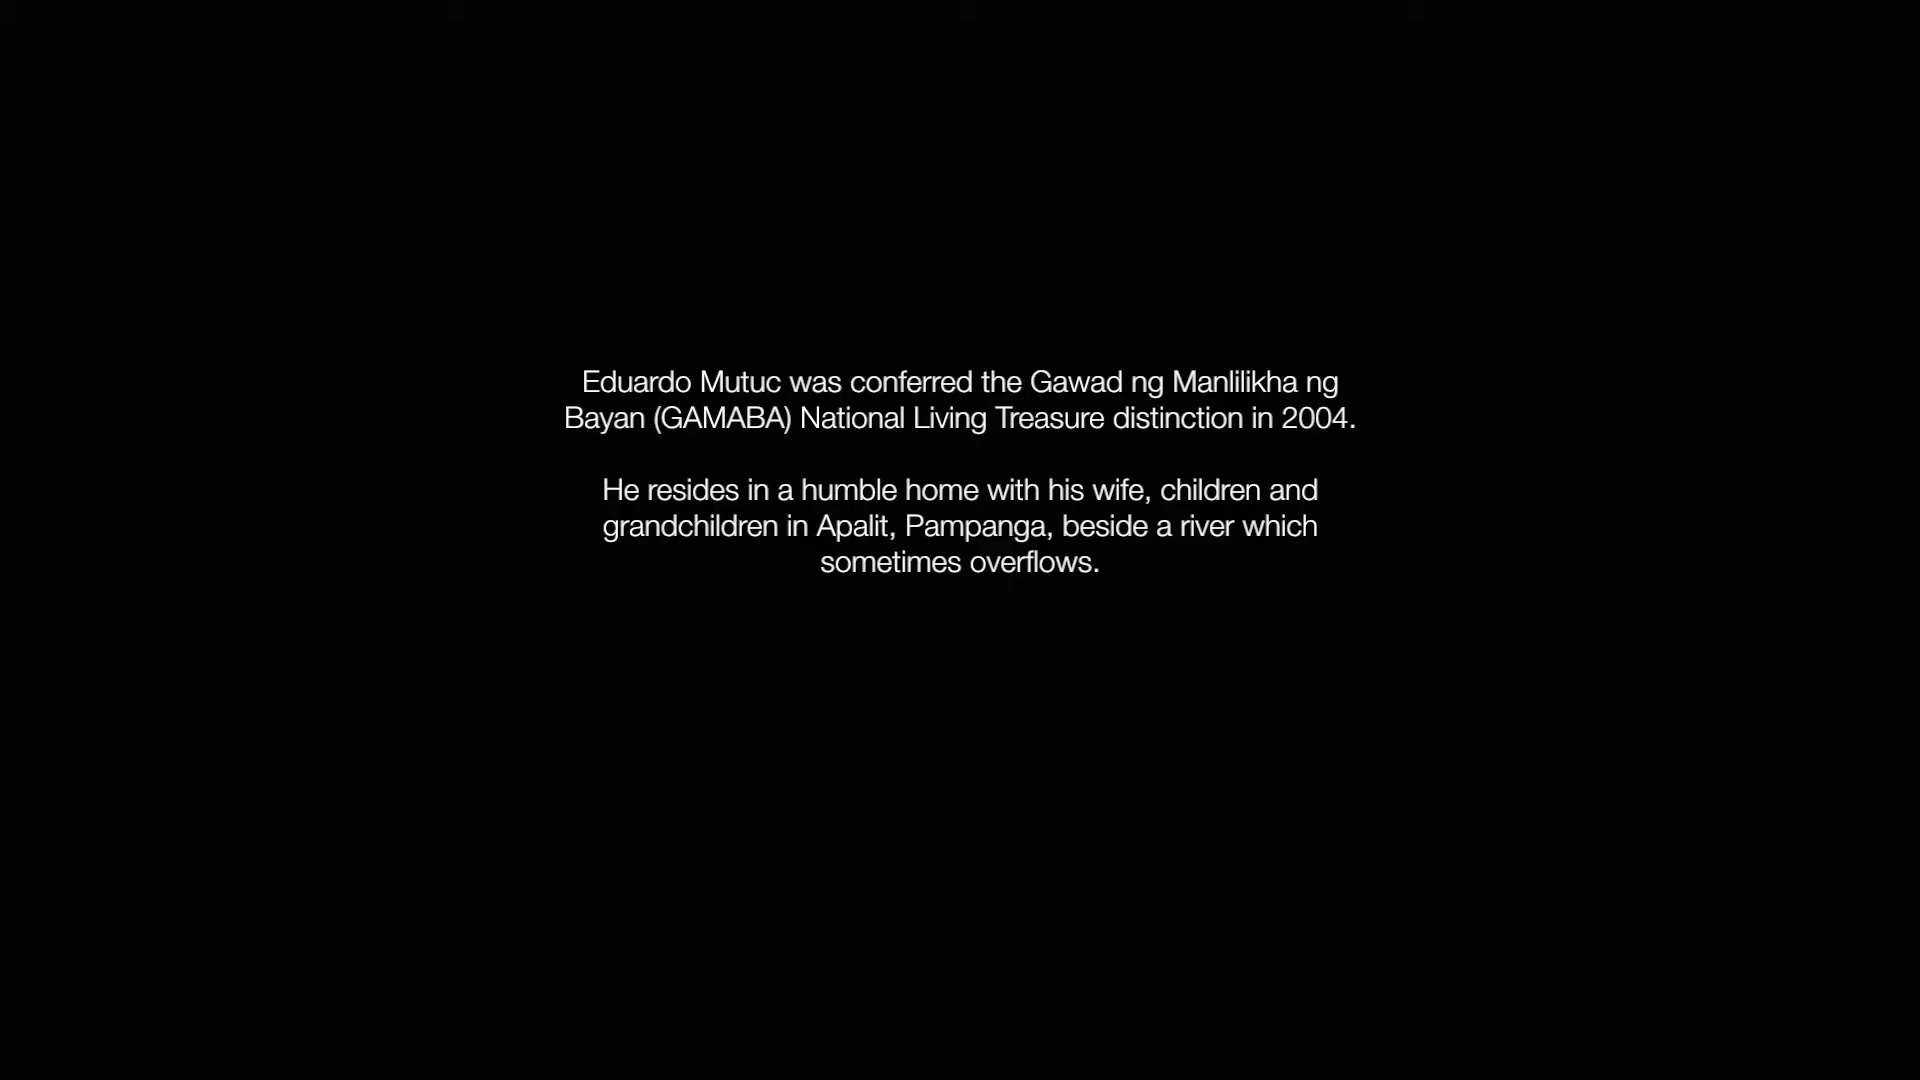 Eduardo Mutuc was conferred the Gawad ng Manlilikha ng
Bayan (GAMABA) National Living Treasure distinction in 2004.
He resides in a humble home with his wife, children and
grandchildren in Apalit, Pampanga, beside a river which
sometimes overflows.